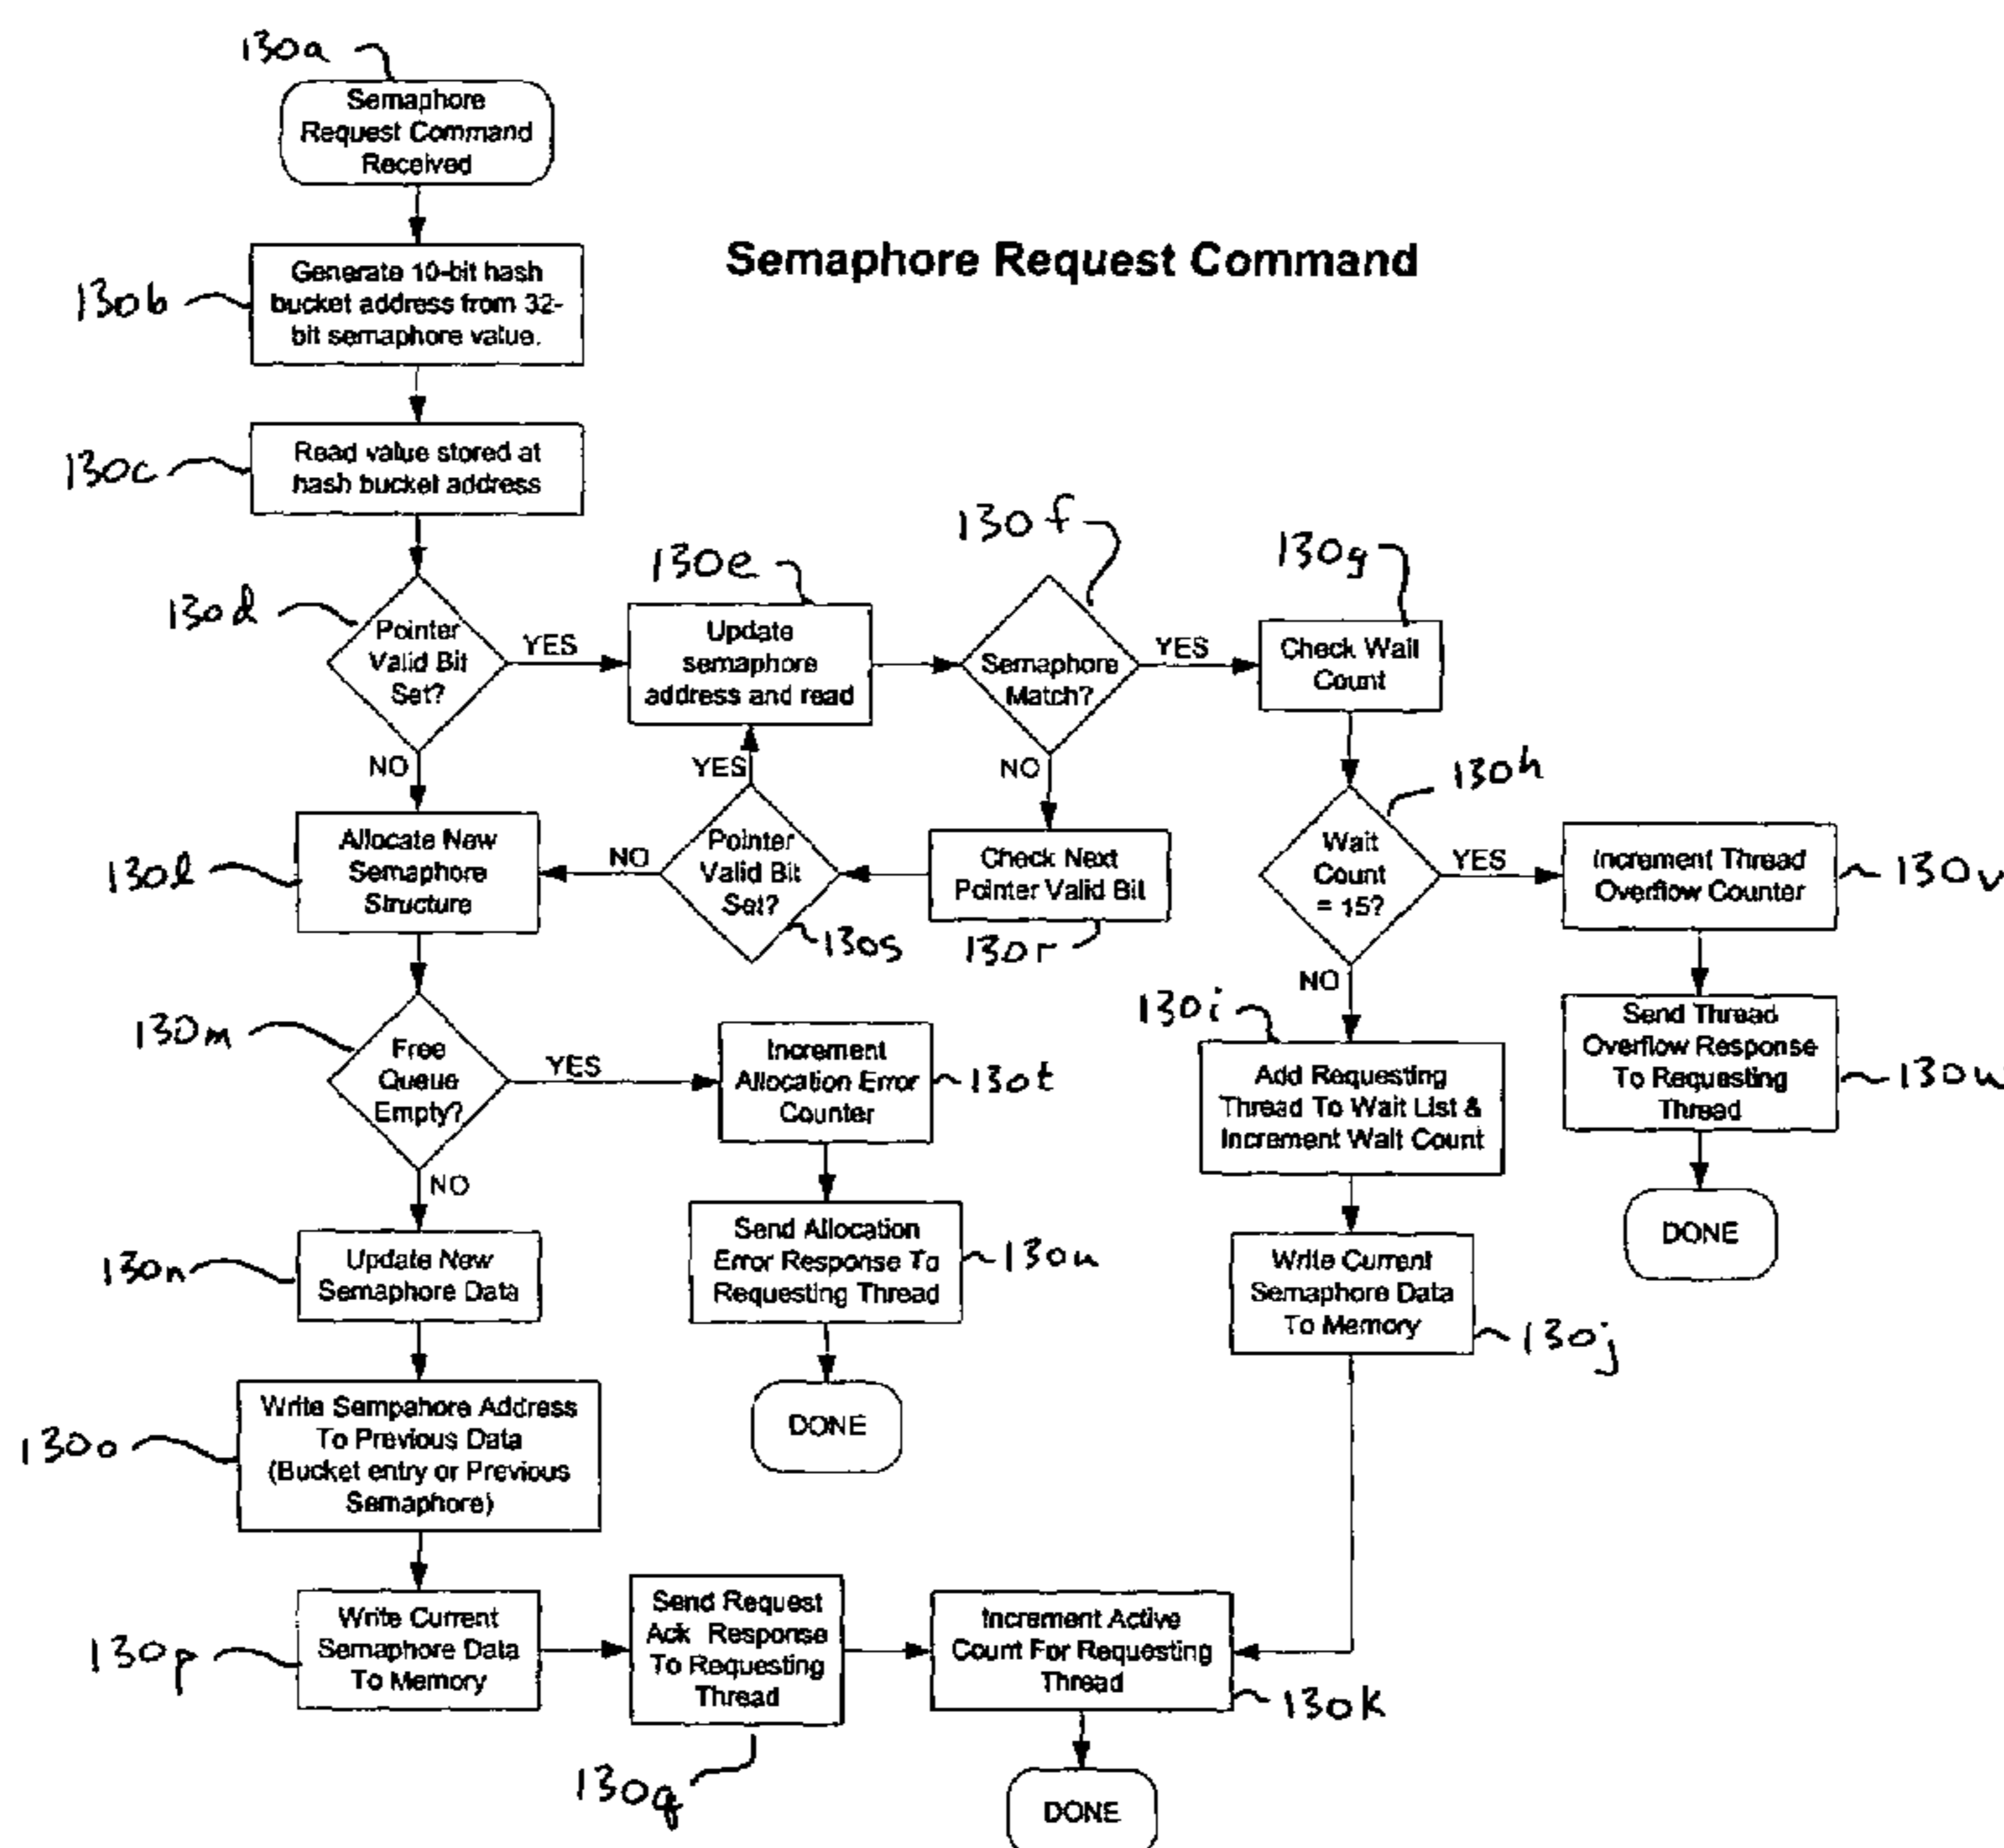 130a
Semaphore
Request Command
Received
Semaphore Request Command
130b
Generate 10-bit hash
bucket address from 32-
bit semaphore value.
130c
Read value stored at
hash bucket address
130d
Pointer
Valid Bit
Set?
YES
NO
130e
Update
semaphore
address and read
130f
Semaphore
Match?
YES
NO
130g
Check Wait
Count
130h
Wait
Count
= 15?
YES
NO
Increment Thread
Overflow Counter
130v
Send Thread
Overflow Response
To Requesting
Thread
130w
DONE
130l
Allocate New
Semaphore
Structure
YES
NO
Pointer
Valid Bit
Set?
130s
Check Next
Pointer Valid Bit
130r
130m
Free
Queue
Empty?
YES
NO
Increment
Allocation Error
Counter
130t
Send Allocation
Error Response To
Requesting Thread
130u
DONE
130i
Add Requesting
Thread To Wait List &
Increment Wait Count
Write Current
Semaphore Data
To Memory
130j
130n
Update New
Semaphore Data
130o
Write Sempahore Address
To Previous Data
(Bucket entry or Previous
Semaphore)
130p
Write Current
Semaphore Data
To Memory
Send Request
Ack Response
To Requesting
Thread
130q
Increment Active
Count For Requesting
Thread
130k
DONE